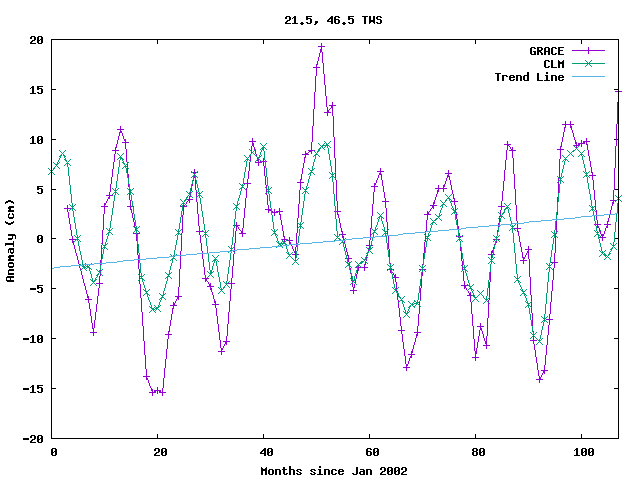 21.5, 46.5 TWS
GRACE
CLM
Trend Line
20
15
10
5
0
-5
-10
-15
-20
Anomaly (cm)
0 20 40 60 80 100
Months since Jan 2002